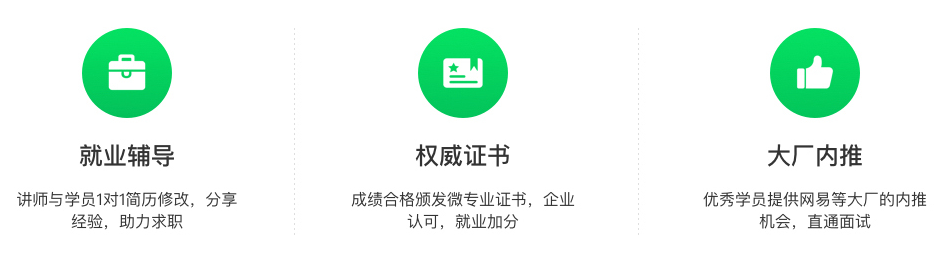 就业辅导
讲师与学员1对1简历修改，分享
经验，助力求职
权威证书
成绩合格颁发微专业证书，企业
认可，就业加分
大厂内推
优秀学员提供网易等大厂的内推
机会，直通面试